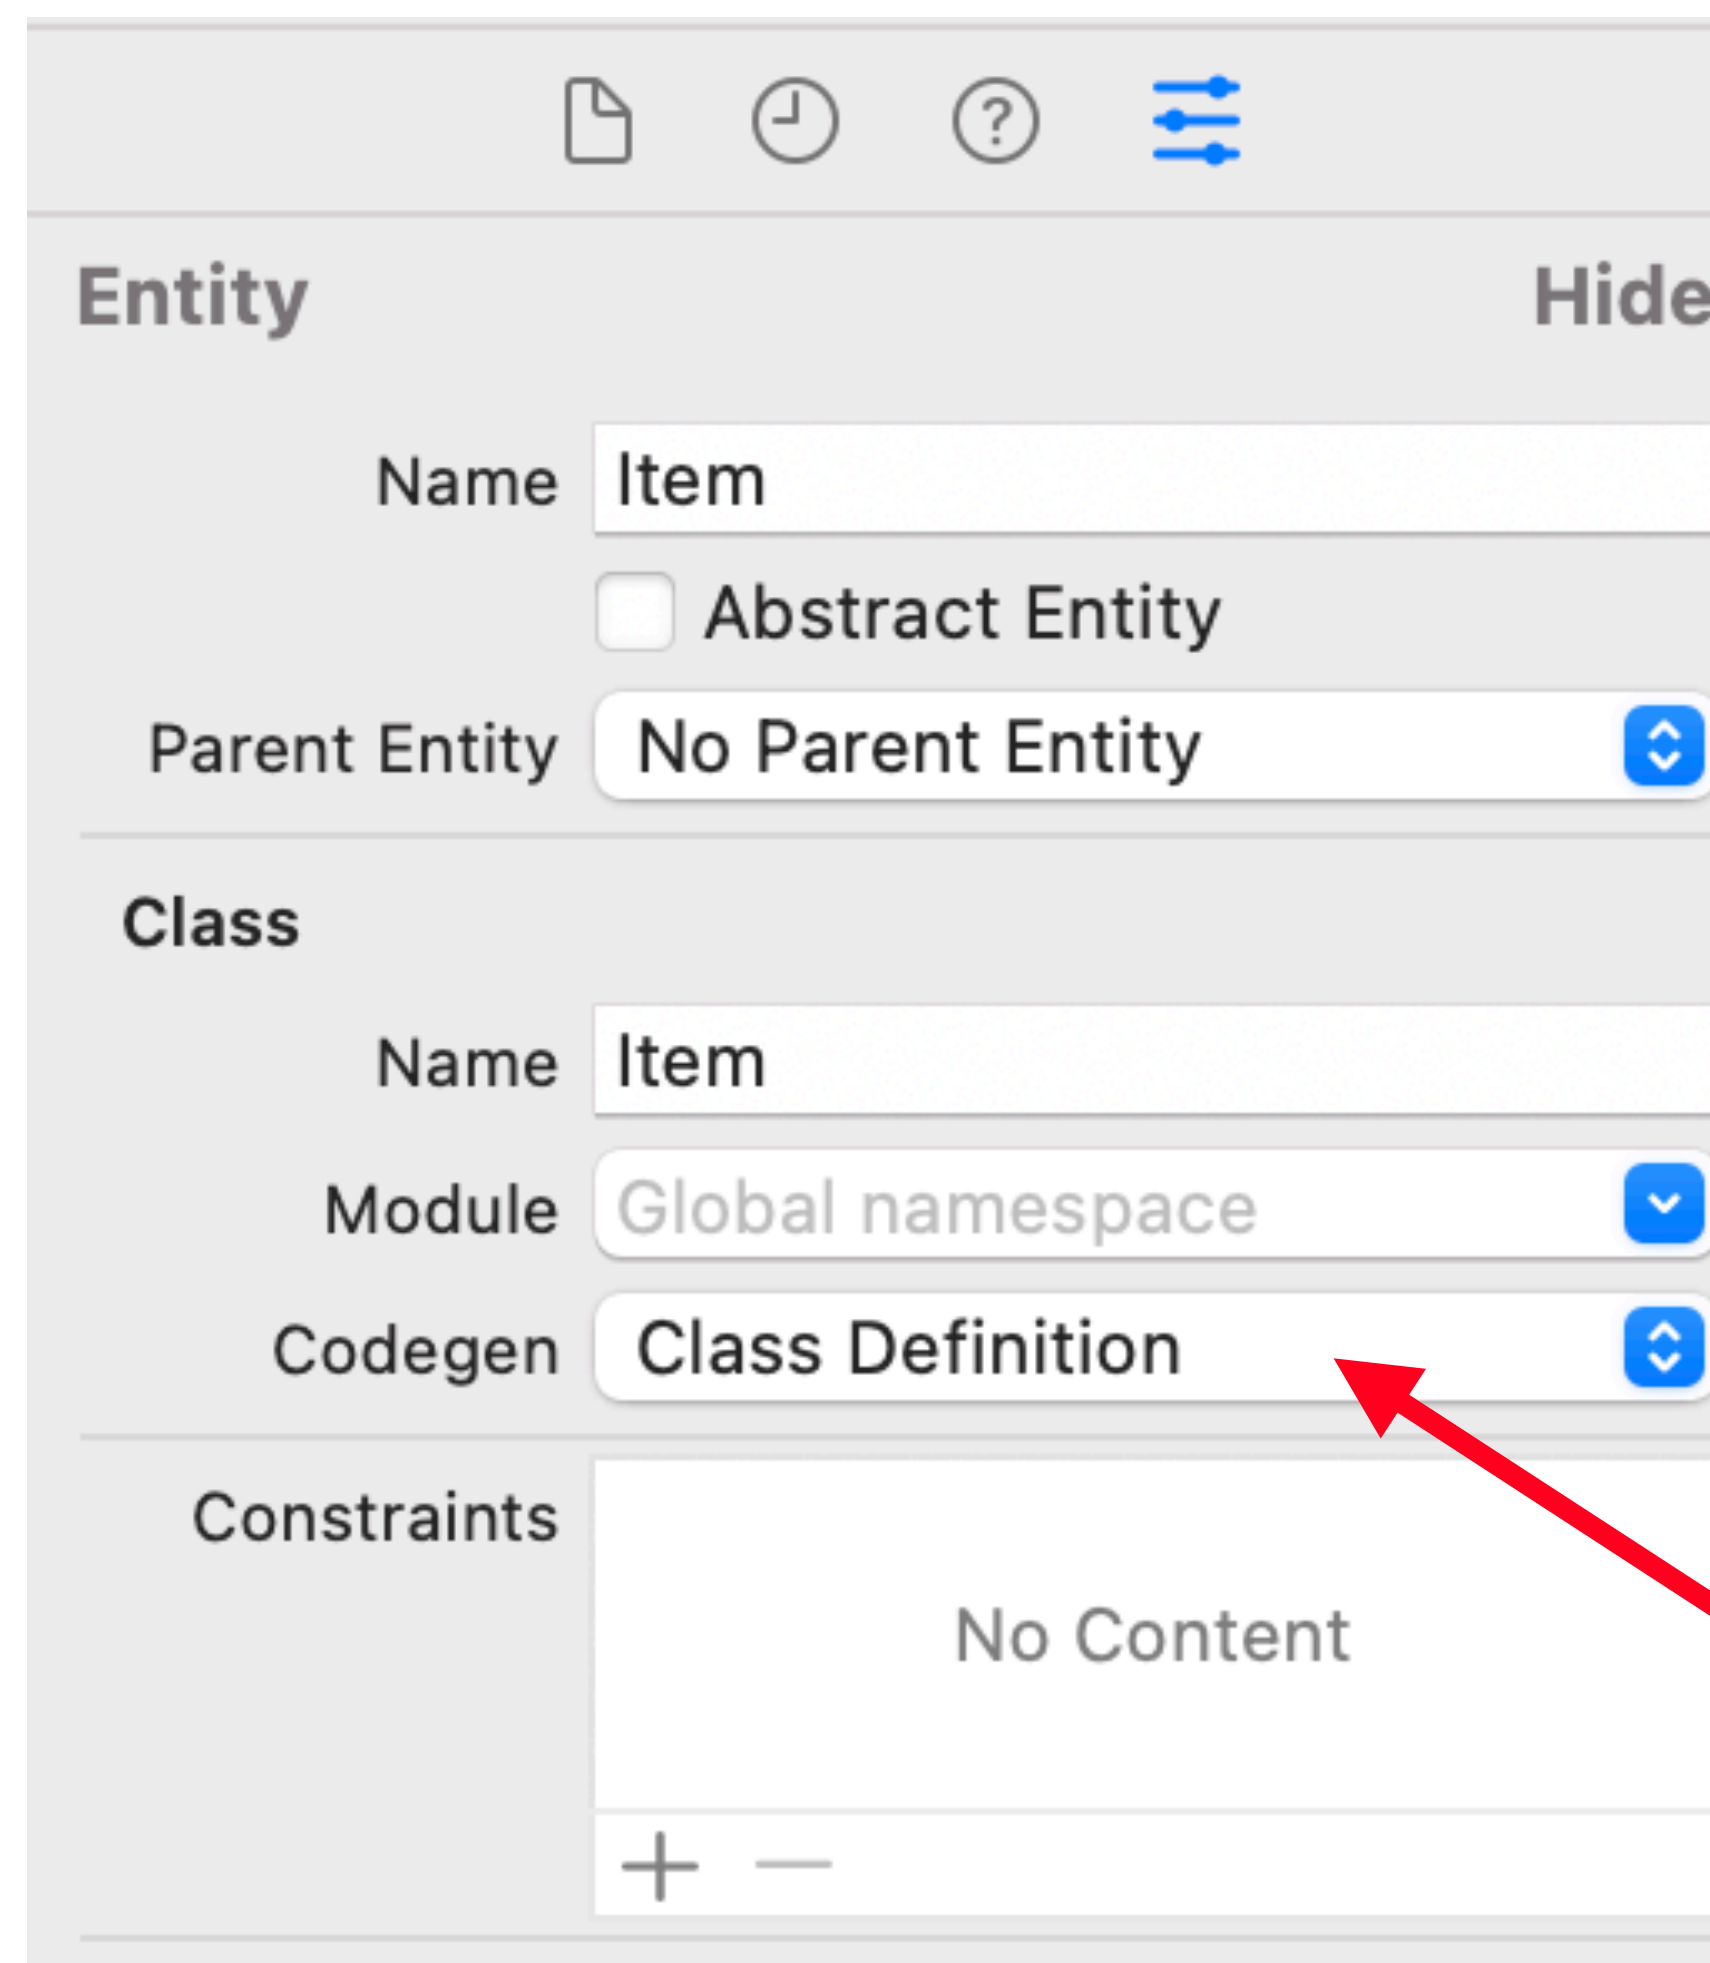 Entity Hide
Name Item
Abstract Entity
Parent Entity No Parent Entity
Class
Name Item
Module Global namespace
Codegen Class Definition
Constraints
No Content